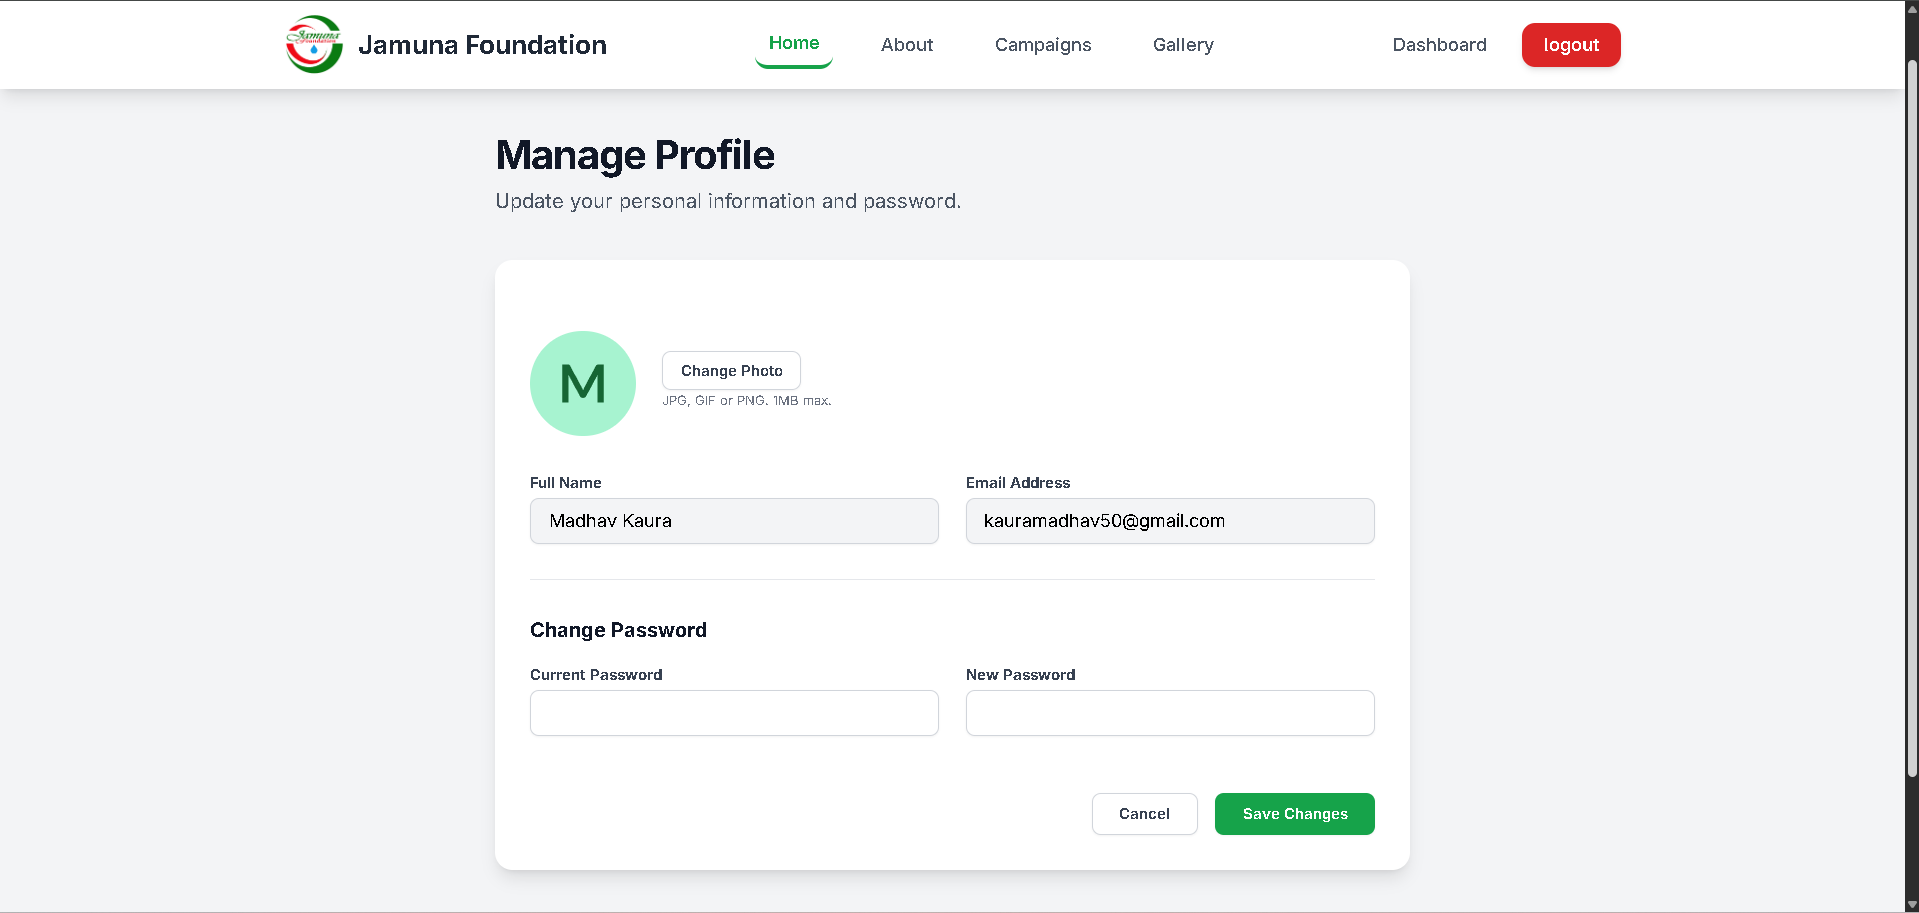 Jamuna
Foundation
Jamuna Foundation
Home
About
Campaigns
Gallery
Dashboard
logout
Manage Profile
Update your personal information and password.
M
Change Photo
JPG, GIF or PNG. 1MB max.
Full Name
Email Address
Madhav Kaura
kauramadhav50@gmail.com
Change Password
Current Password
New Password
Cancel
Save Changes